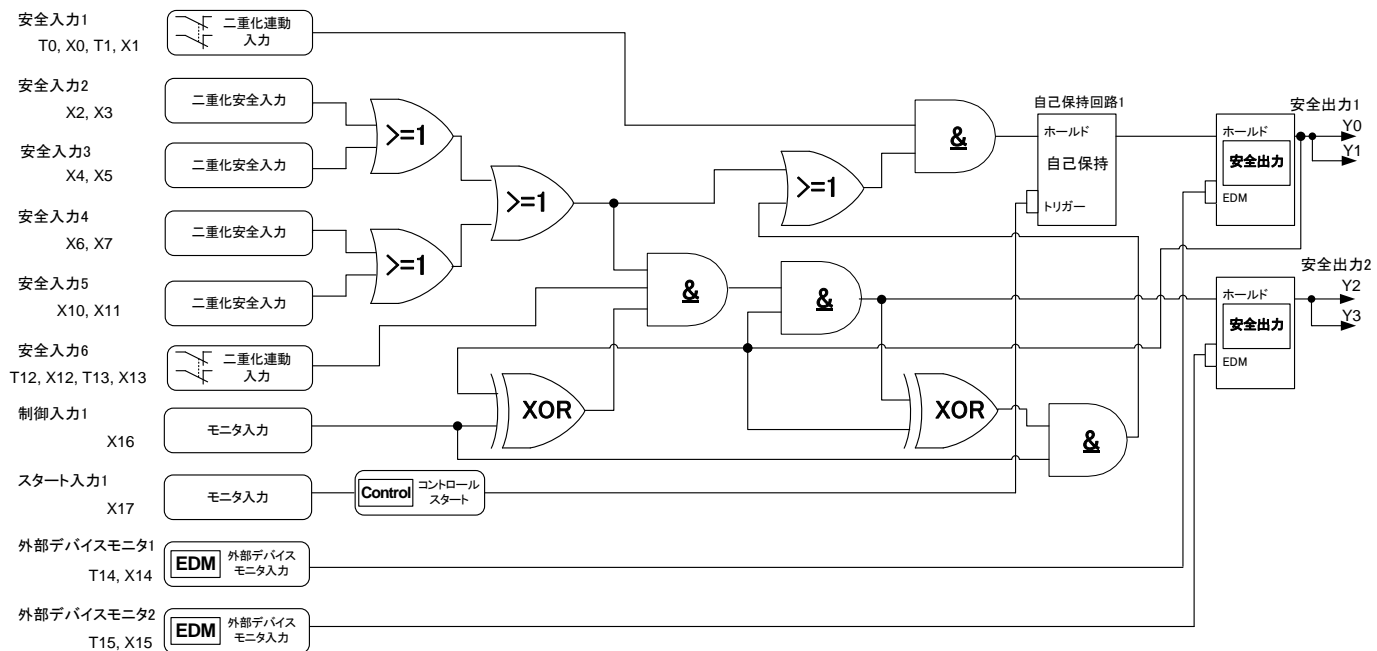 安全入力1
T0, X0, T1, X1
二重化連動
入力
安全入力2
X2, X3
二重化安全入力
安全入力3
X4, X5
二重化安全入力
安全入力4
X6, X7
二重化安全入力
安全入力5
X10, X11
二重化安全入力
安全入力6
T12, X12, T13, X13
二重化連動
入力
制御入力1
X16
モニタ入力
スタート入力1
X17
モニタ入力
Control
コントロール
スタート
外部デバイスモニタ1
T14, X14
EDM
外部デバイス
モニタ入力
外部デバイスモニタ2
T15, X15
EDM
外部デバイス
モニタ入力
>=1
>=1
>=1
>=1
&
&
&
XOR
XOR
&
自己保持回路1
ホールド
自己保持
トリガー
安全出力1
ホールド
安全出力
EDM
Y0
Y1
安全出力2
ホールド
安全出力
EDM
Y2
Y3